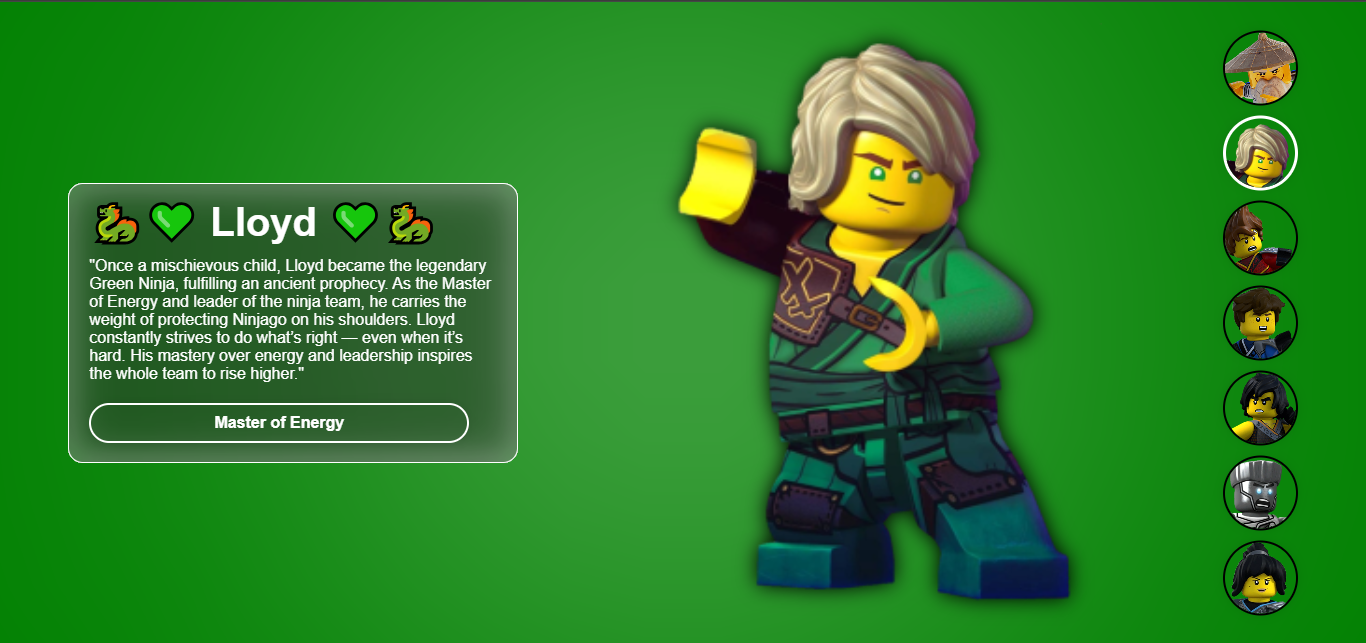 Lloyd
"Once a mischievous child, Lloyd became the legendary
Green Ninja, fulfilling an ancient prophecy. As the Master
of Energy and leader of the ninja team, he carries the
weight of protecting Ninjago on his shoulders. Lloyd
constantly strives to do what's right — even when it's
hard. His mastery over energy and leadership inspires
the whole team to rise higher."
Master of Energy